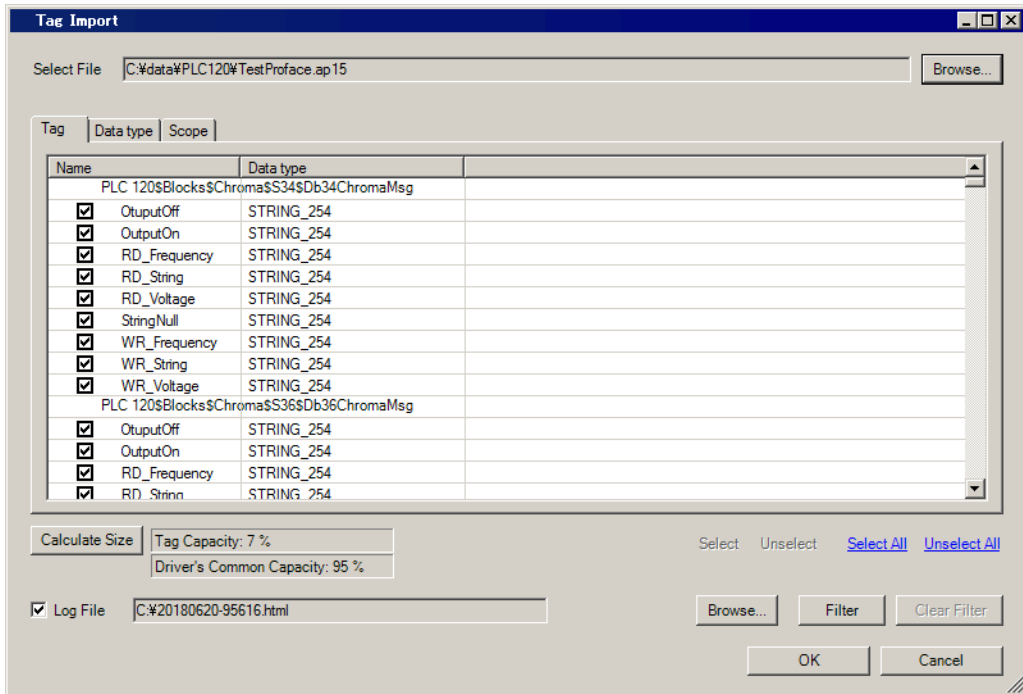 Tag Import
Select File C:¥data¥PLC120¥TestProface.ap15 Browse...
Tag Data type Scope
Name Data type
PLC 120$Blocks$Chroma$S34$Db34ChromaMsg
OtuputOff STRING_254
OutputOn STRING_254
RD_Frequency STRING_254
RD_String STRING_254
RD_Voltage STRING_254
StringNull STRING_254
WR_Frequency STRING_254
WR_String STRING_254
WR_Voltage STRING_254
PLC 120$Blocks$Chroma$S36$Db36ChromaMsg
OtuputOff STRING_254
OutputOn STRING_254
RD_Frequency STRING_254
RD_String STRING_254
Calculate Size Tag Capacity: 7 % Select Unselect Select All Unselect All
Driver's Common Capacity: 95 %
Log File C:¥20180620-95616.html Browse... Filter Clear Filter
OK Cancel